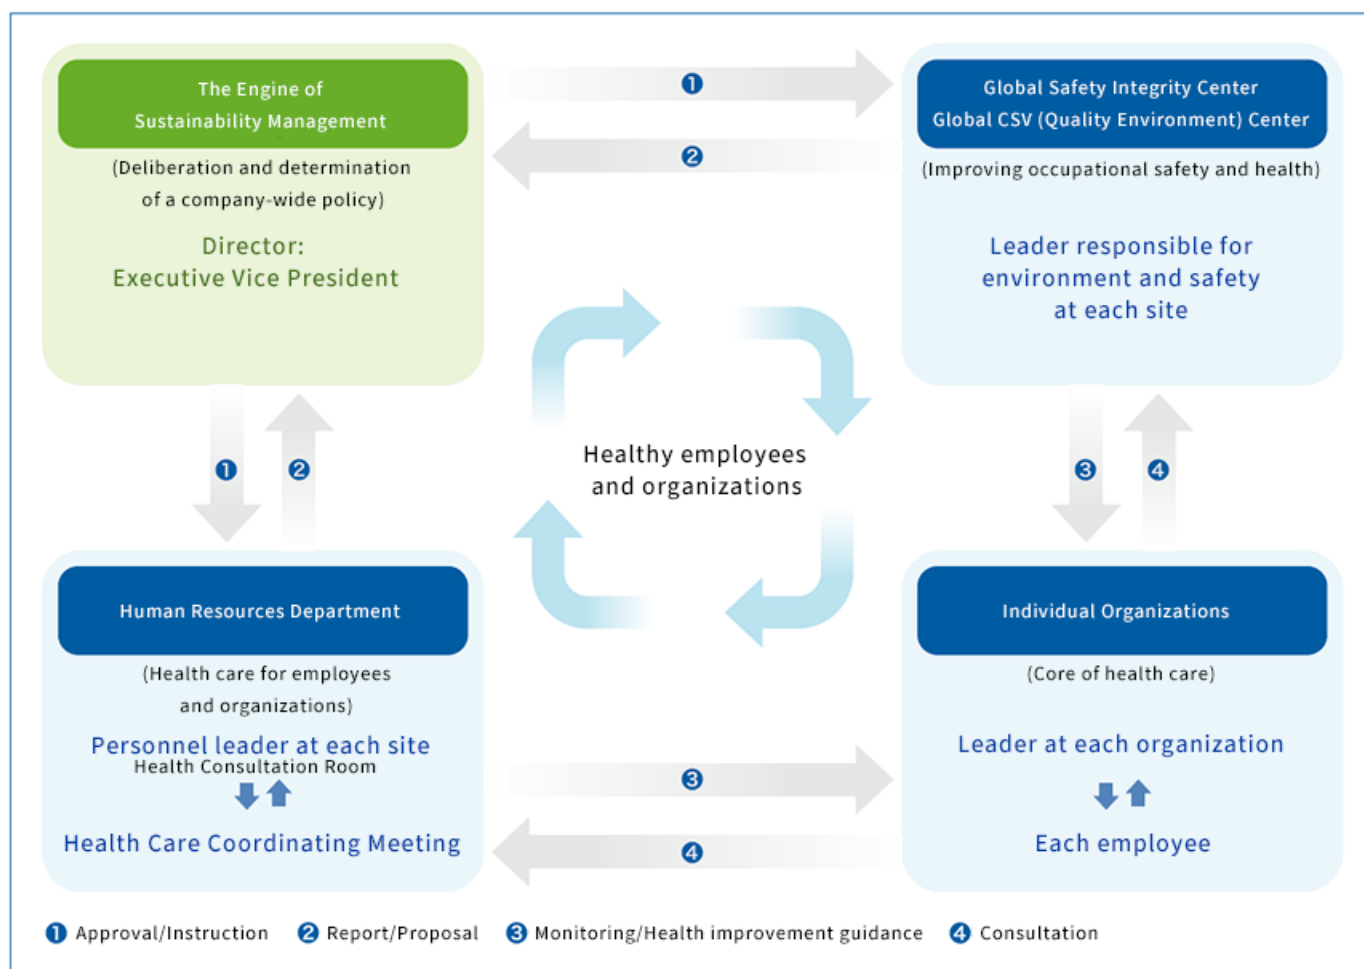 The Engine of
Sustainability Management
(Deliberation and determination
of a company-wide policy)
Director:
Executive Vice President
1
2
Global Safety Integrity Center
Global CSV (Quality Environment) Center
(Improving occupational safety and health)
Leader responsible for
environment and safety
at each site
1
2
Healthy employees
and organizations
3
4
Human Resources Department
(Health care for employees
and organizations)
Personnel leader at each site
Health Consultation Room
Health Care Coordinating Meeting
3
4
Individual Organizations
(Core of health care)
Leader at each organization
Each employee
1 Approval/Instruction 2 Report/Proposal 3 Monitoring/Health improvement guidance 4 Consultation